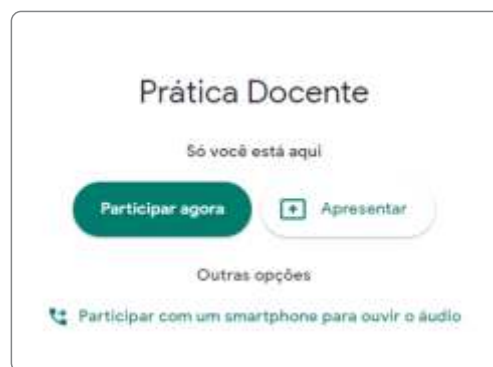 Prática Docente
Só você está aqui
Participar agora
Apresentar
Outras opções
Participar com um smartphone para ouvir o áudio